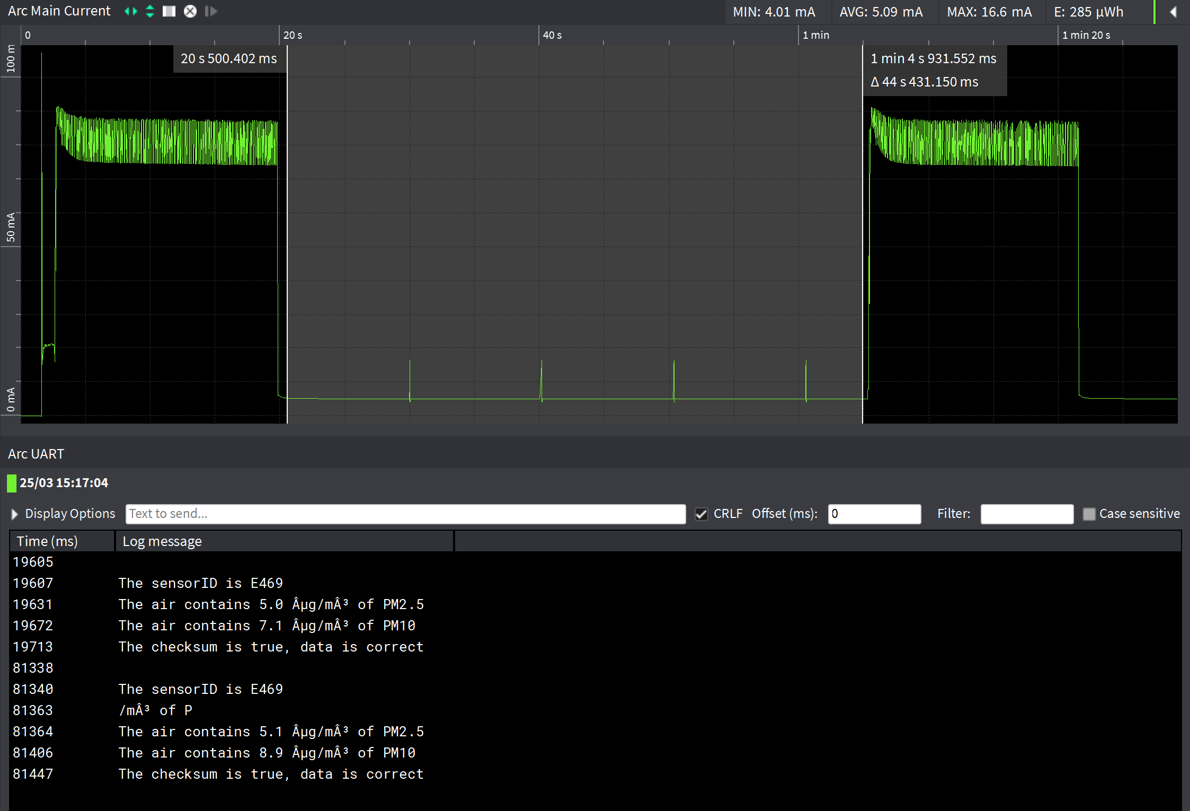 Arc Main Current MIN: 4.01 mA AVG: 5.09 mA MAX: 16.6 mA E: 285 μWh
0 20 s 40 s 1 min 1 min 20 s
100 m
20 s 500.402 ms
1 min 4 s 931.552 ms
Δ 44 s 431.150 ms
50 mA
0 mA
Arc UART
25/03 15:17:04
Display Options Text to send... CRLF Offset (ms): 0 Filter: Case sensitive
Time (ms) Log message
19605
19607 The sensorID is E469
19631 The air contains 5.0 Âµg/mÂ³ of PM2.5
19672 The air contains 7.1 Âµg/mÂ³ of PM10
19713 The checksum is true, data is correct
81338
81340 The sensorID is E469
81363 /mÂ³ of P
81364 The air contains 5.1 Âµg/mÂ³ of PM2.5
81406 The air contains 8.9 Âµg/mÂ³ of PM10
81447 The checksum is true, data is correct